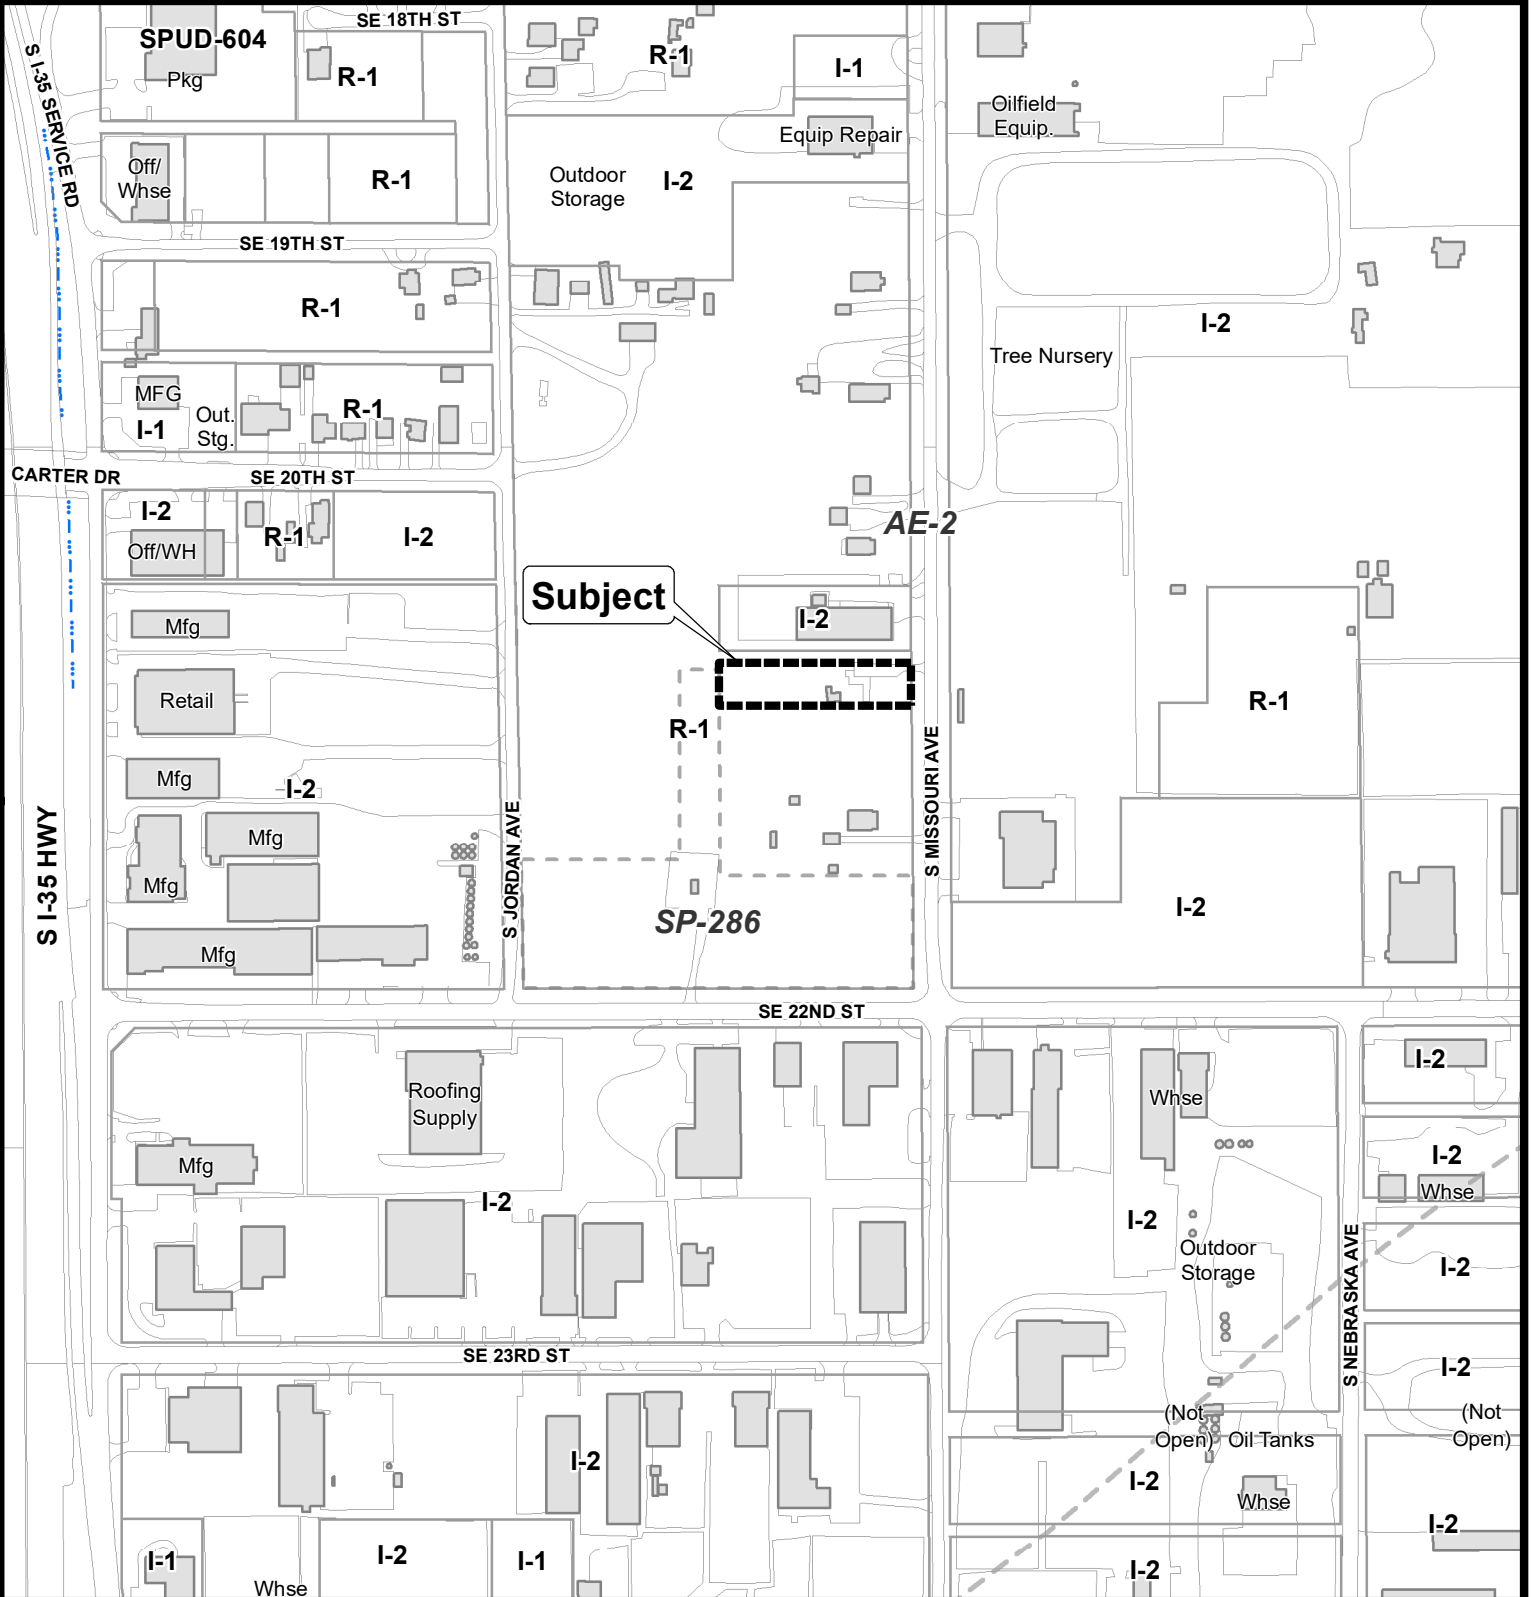 SE 18TH ST
SPUD-604
Pkg
R-1
R-1
I-1
S I-35 SERVICE RD
Oilfield
Equip.
Equip Repair
Off/
Whse
R-1
Outdoor
Storage
I-2
SE 19TH ST
R-1
I-2
Tree Nursery
MFG
I-1
Out.
Stg.
R-1
CARTER DR
SE 20TH ST
I-2
Off/WH
R-1
I-2
AE-2
Subject
I-2
Mfg
Retail
R-1
R-1
Mfg
I-2
S MISSOURI AVE
S JORDAN AVE
S I-35 HWY
Mfg
Mfg
Mfg
SP-286
I-2
SE 22ND ST
Roofing
Supply
Whse
I-2
Mfg
I-2
Whse
I-2
I-2
Outdoor
Storage
I-2
S NEBRASKA AVE
SE 23RD ST
I-2
(Not
Open)
Oil Tanks
(Not
Open)
I-2
I-2
Whse
I-2
I-1
Whse
I-2
I-1
I-2